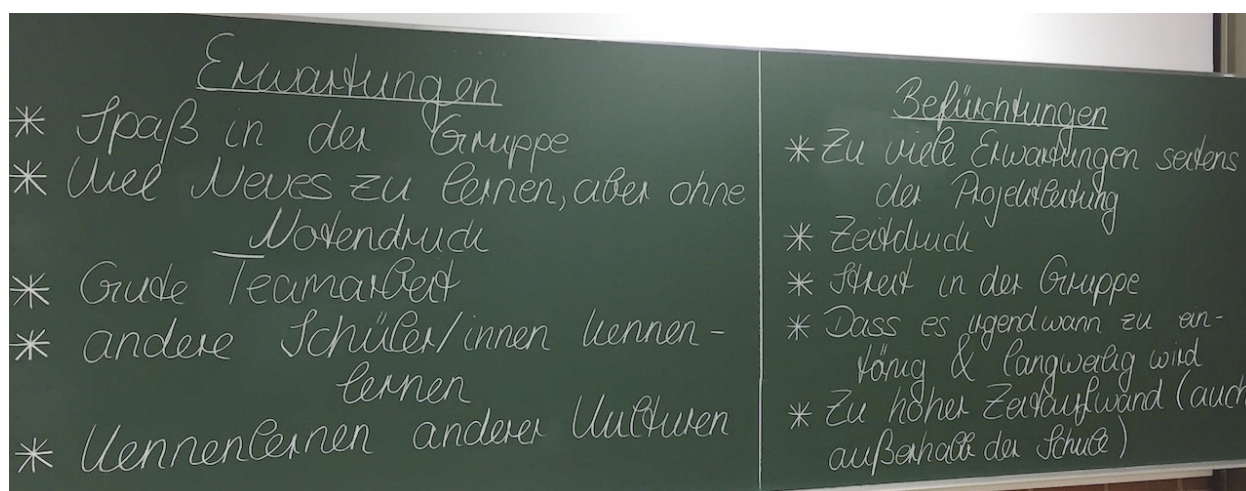 Erwartungen
* Spaß in der Gruppe
* Viel Neues zu lernen, aber ohne
Notendruck
* Gute Teamarbeit
* andere Schüler/innen kennen-
lernen
* Kennenlernen anderer Kulturen
Befürchtungen
* Zu viele Erwartungen seitens
der Projektleitung
* Zeitdruck
* Streit in der Gruppe
* Dass es irgendwann zu ein-
tönig & langweilig wird
* Zu hoher Zeitaufwand (auch
außerhalb der Schule)